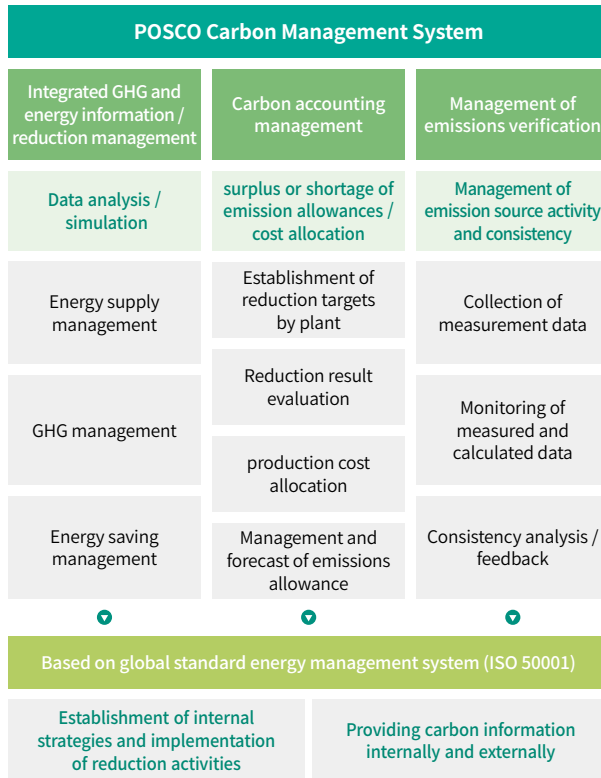 POSCO Carbon Management System
Integrated GHG and
energy information /
reduction management
Carbon accounting
management
Management of
emissions verification
Data analysis /
simulation
surplus or shortage of
emission allowances /
cost allocation
Management of
emission source activity
and consistency
Energy supply
management
GHG management
Energy saving
management
Establishment of
reduction targets
by plant
Reduction result
evaluation
production cost
allocation
Management and
forecast of emissions
allowance
Collection of
measurement data
Monitoring of
measured and
calculated data
Consistency analysis /
feedback
Based on global standard energy management system (ISO 50001)
Establishment of internal
strategies and implementation
of reduction activities
Providing carbon information
internally and externally